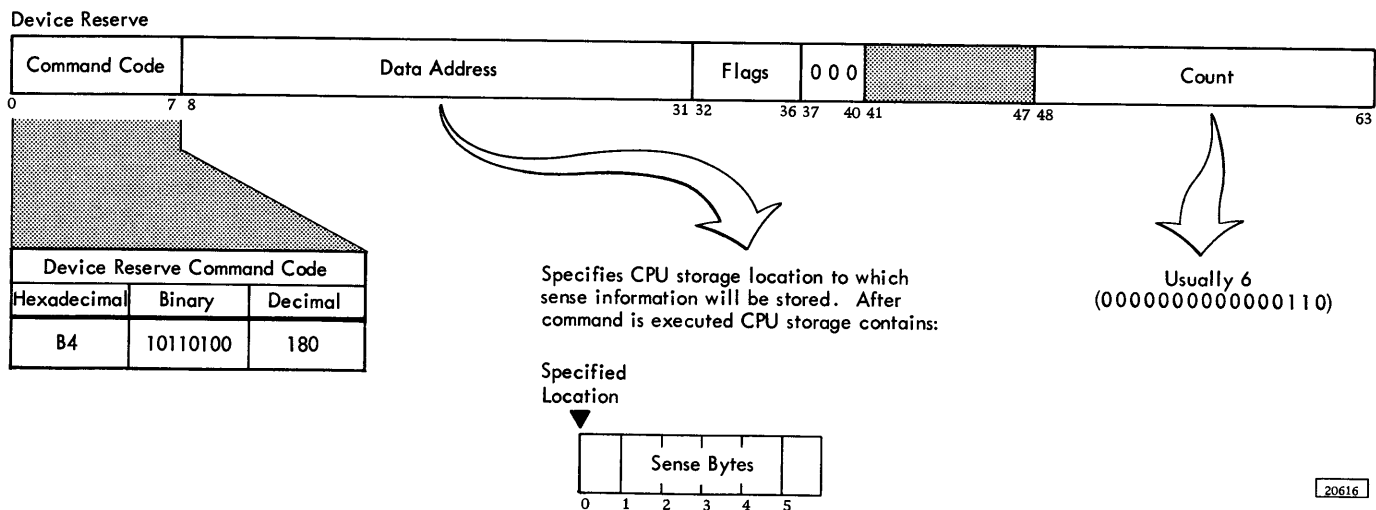 Device Reserve
Command Code Data Address Flags 0 0 0 Count
0 7 8 31 32 36 37 40 41 47 48 63
Device Reserve Command Code
Hexadecimal Binary Decimal
B4 10110100 180
Specifies CPU storage location to which
sense information will be stored. After
command is executed CPU storage contains:
Usually 6
(0000000000000110)
Specified
Location
Sense Bytes
0 1 2 3 4 5
20616